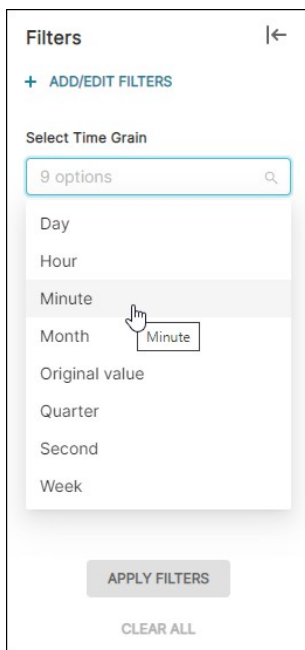 Filters
+ ADD/EDIT FILTERS
Select Time Grain
9 options
Day
Hour
Minute
Month
Minute
Original value
Quarter
Second
Week
APPLY FILTERS
CLEAR ALL